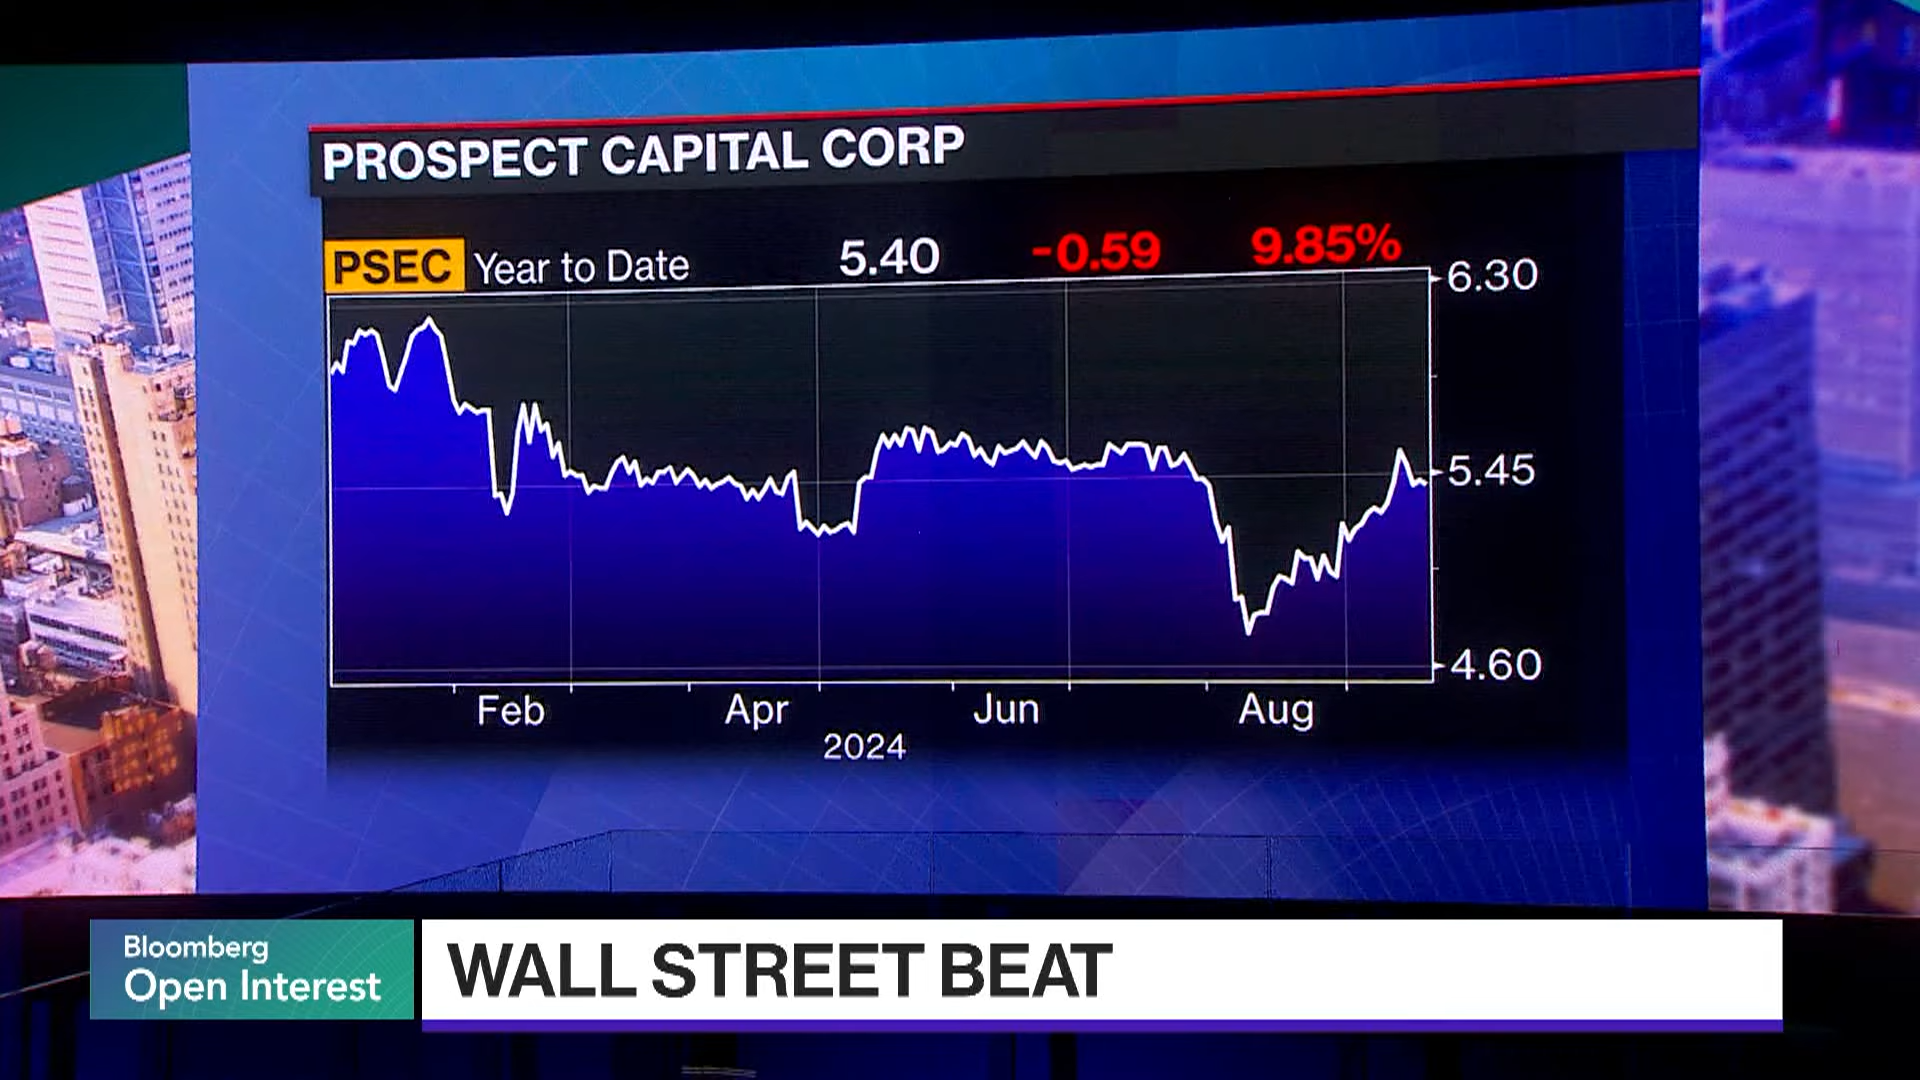 PROSPECT CAPITAL CORP
PSEC Year to Date 5.40 -0.59 9.85%
6.30
5.45
4.60
Feb Apr Jun Aug
2024
Bloomberg
Open Interest
WALL STREET BEAT